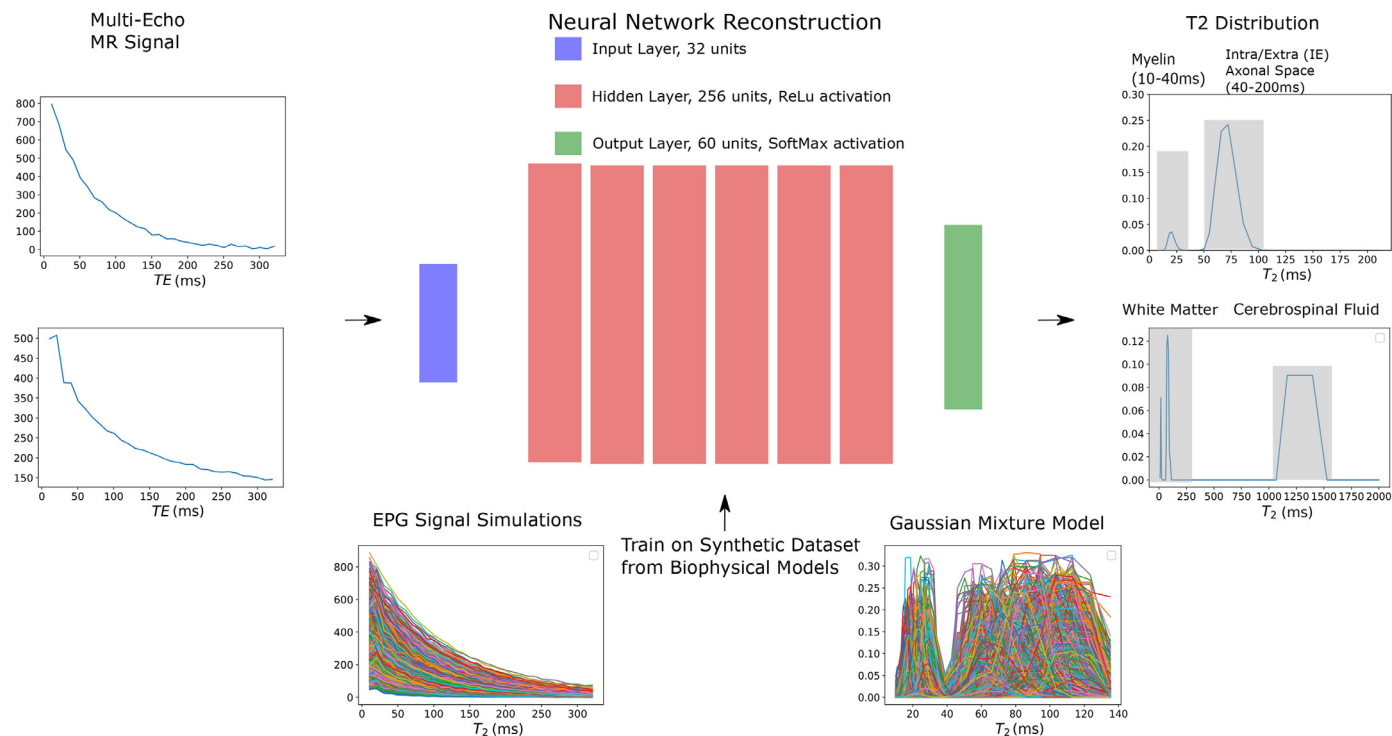 Multi-Echo
MR Signal
Neural Network Reconstruction
T2 Distribution
Input Layer, 32 units
Hidden Layer, 256 units, ReLu activation
Output Layer, 60 units, SoftMax activation
800
700
600
500
400
300
200
100
0
0 50 100 150 200 250 300
TE (ms)
500
450
400
350
300
250
200
150
0 50 100 150 200 250 300
TE (ms)
Myelin
(10-40ms)
Intra/Extra (IE)
Axonal Space
(40-200ms)
0.30
0.25
0.20
0.15
0.10
0.05
0.00
0 25 50 75 100 125 150 175 200
T2 (ms)
White Matter Cerebrospinal Fluid
0.12
0.10
0.08
0.06
0.04
0.02
0.00
0 250 500 750 1000 1250 1500 1750 2000
T2 (ms)
EPG Signal Simulations
800
600
400
200
0
0 50 100 150 200 250 300
T2 (ms)
Train on Synthetic Dataset
from Biophysical Models
Gaussian Mixture Model
0.30
0.25
0.20
0.15
0.10
0.05
0.00
20 40 60 80 100 120 140
T2 (ms)